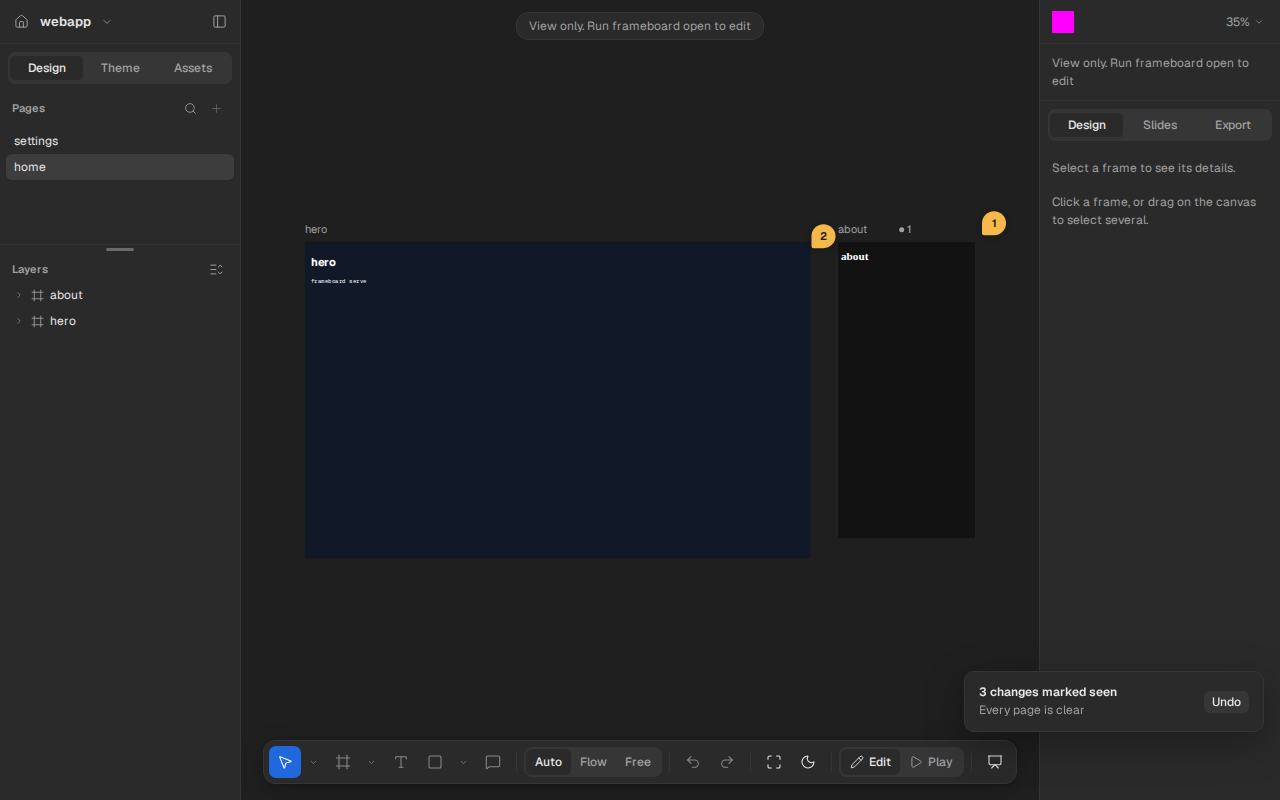 webapp
Design
Theme
Assets
Pages
settings
home
Layers
about
hero
View only. Run frameboard open to edit
hero
2
about
1
1
hero
frameboard serve
about
35%
View only. Run frameboard open to
edit
Design
Slides
Export
Select a frame to see its details.
Click a frame, or drag on the canvas
to select several.
3 changes marked seen
Every page is clear
Undo
Auto
Flow
Free
Edit
Play